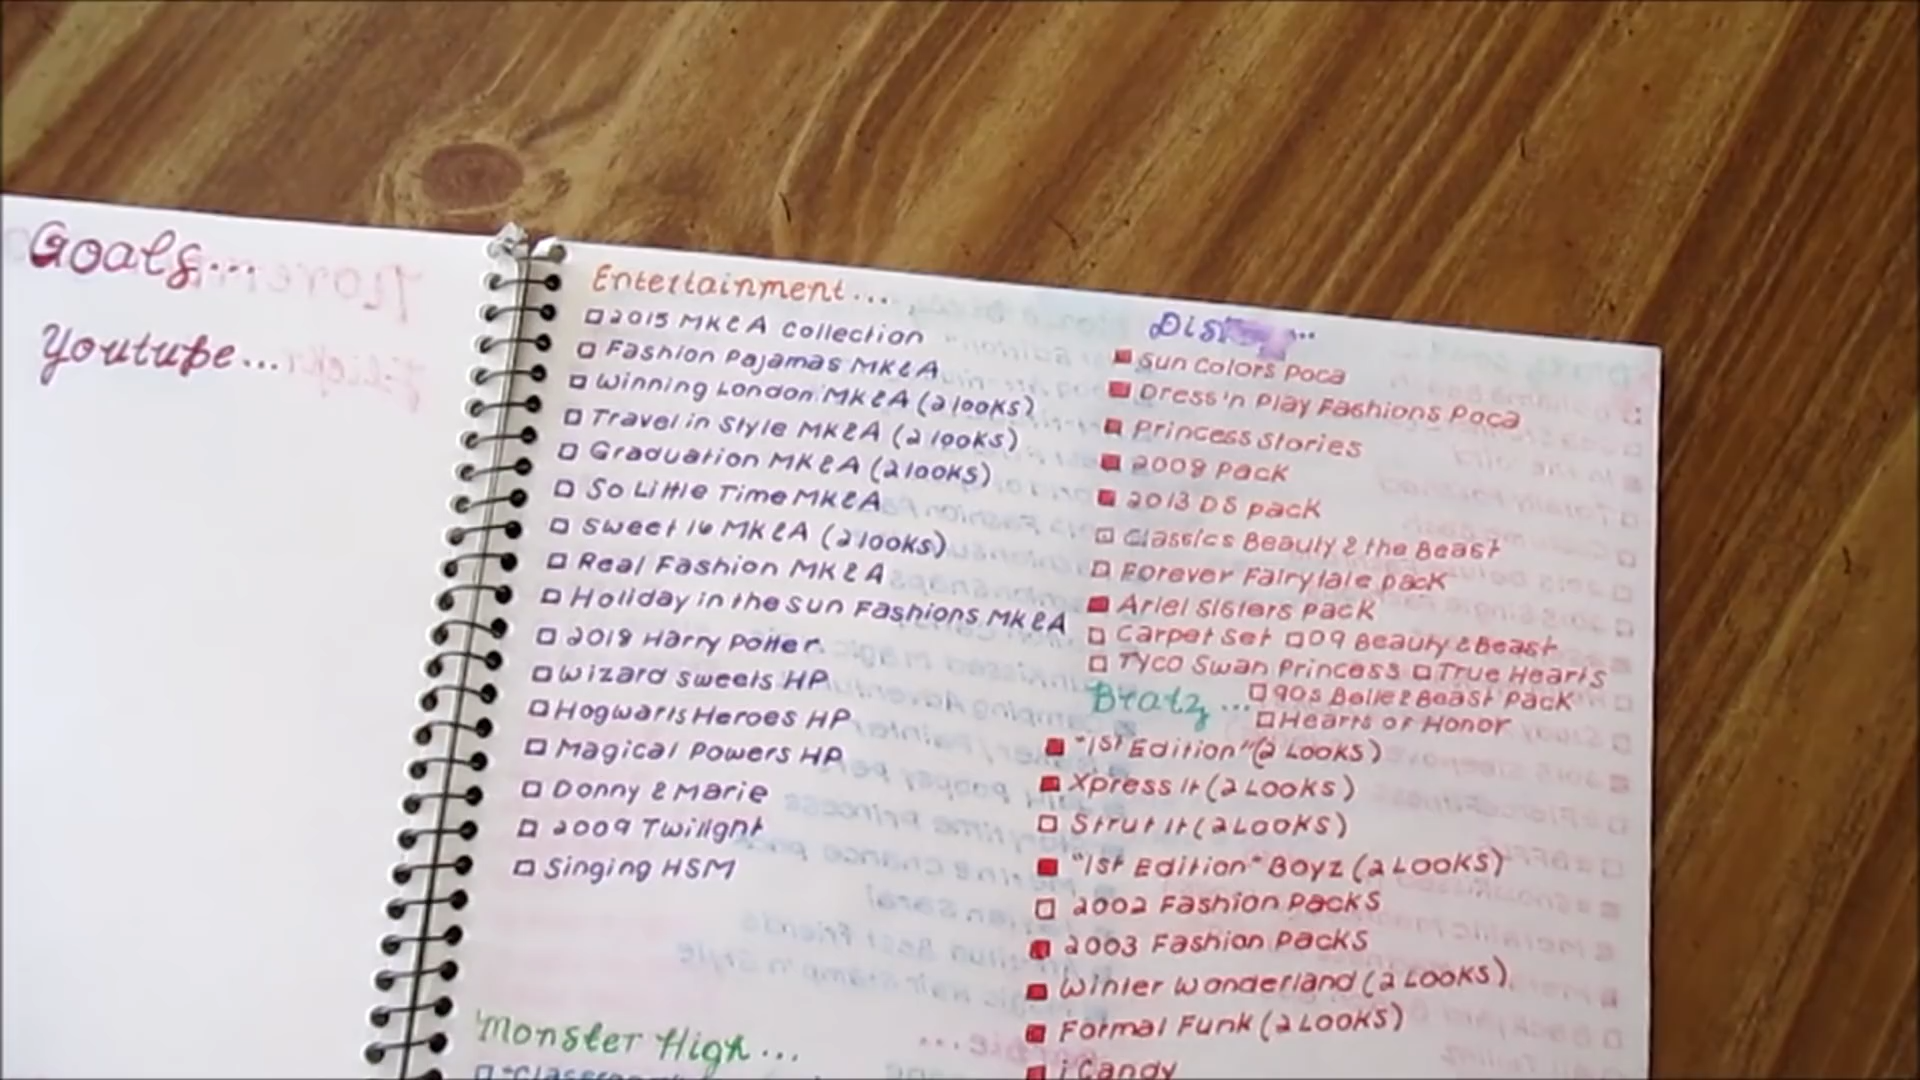 Goals...
Youtube...
Entertainment...
2015 MK&A Collection
Fashion Pajamas MK&A
Winning London MK&A (2 looks)
Travel in Style MK&A (2 looks)
Graduation MK&A (2 looks)
So Little Time MK&A
Sweet 16 MK&A (2 looks)
Real Fashion MK&A
Holiday in the Sun Fashions MK&A
2018 Harry Potter
Wizard Sweets HP
Hogwarts Heroes HP
Magical Powers HP
Donny & Marie
2009 Twilight
Singing HSM
Monster High...
Sun Colors Poca
Dress'n Play Fashions Poca
Princess Stories
2008 Pack
2013 DS pack
Classics Beauty & the Beast
Forever Fairytale pack
Ariel Sisters pack
Carpet Set 09 Beauty & Beast
Tyco Swan Princess True Hearts
90s Belle & Beast Pack
Hearts of Honor
Bratz...
"1st Edition" (2 Looks)
Xpress It (2 Looks)
Strut It (2 Looks)
"1st Edition" Boyz (2 Looks)
2002 Fashion Packs
2003 Fashion Packs
Winter Wonderland (2 Looks)
Formal Funk (2 Looks)
iCandy